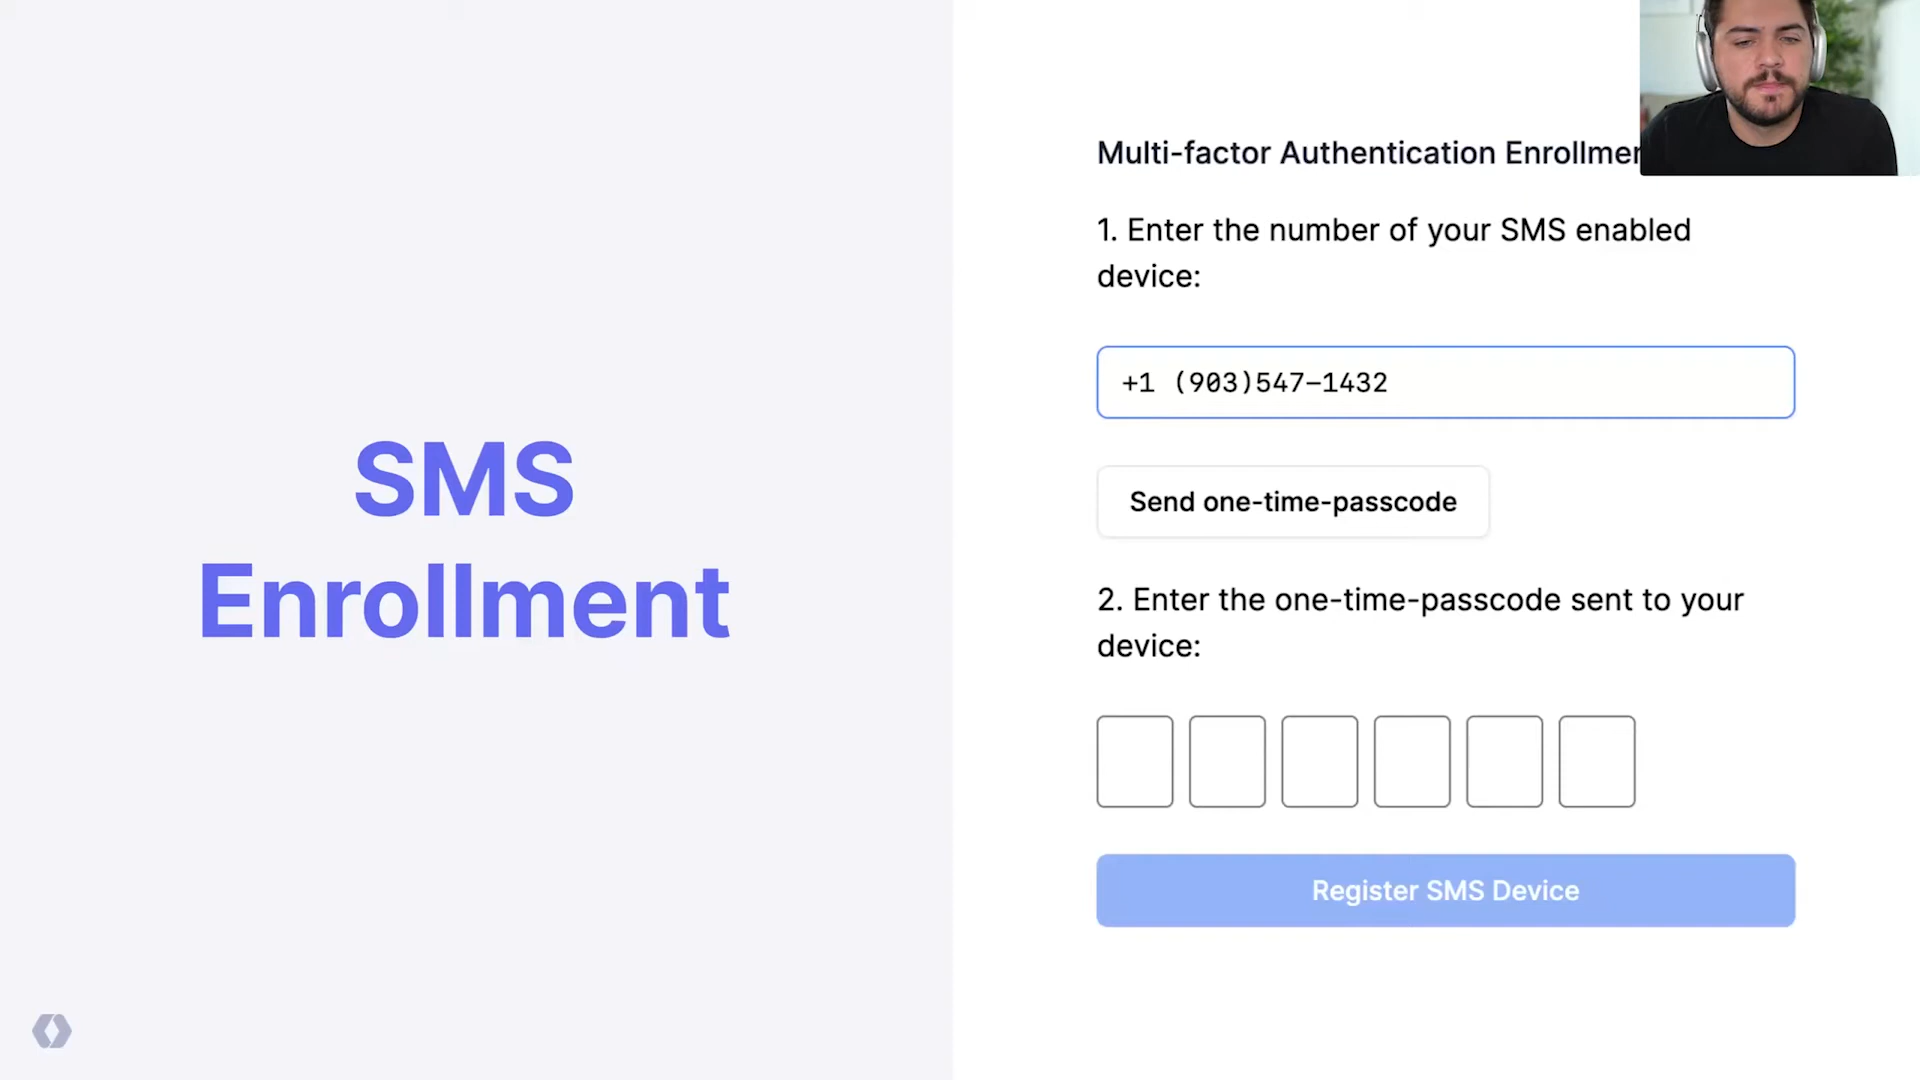 SMS
Enrollment
Multi-factor Authentication Enrollmen
1. Enter the number of your SMS enabled
device:
+1 (903)547-1432
Send one-time-passcode
2. Enter the one-time-passcode sent to your
device:
Register SMS Device